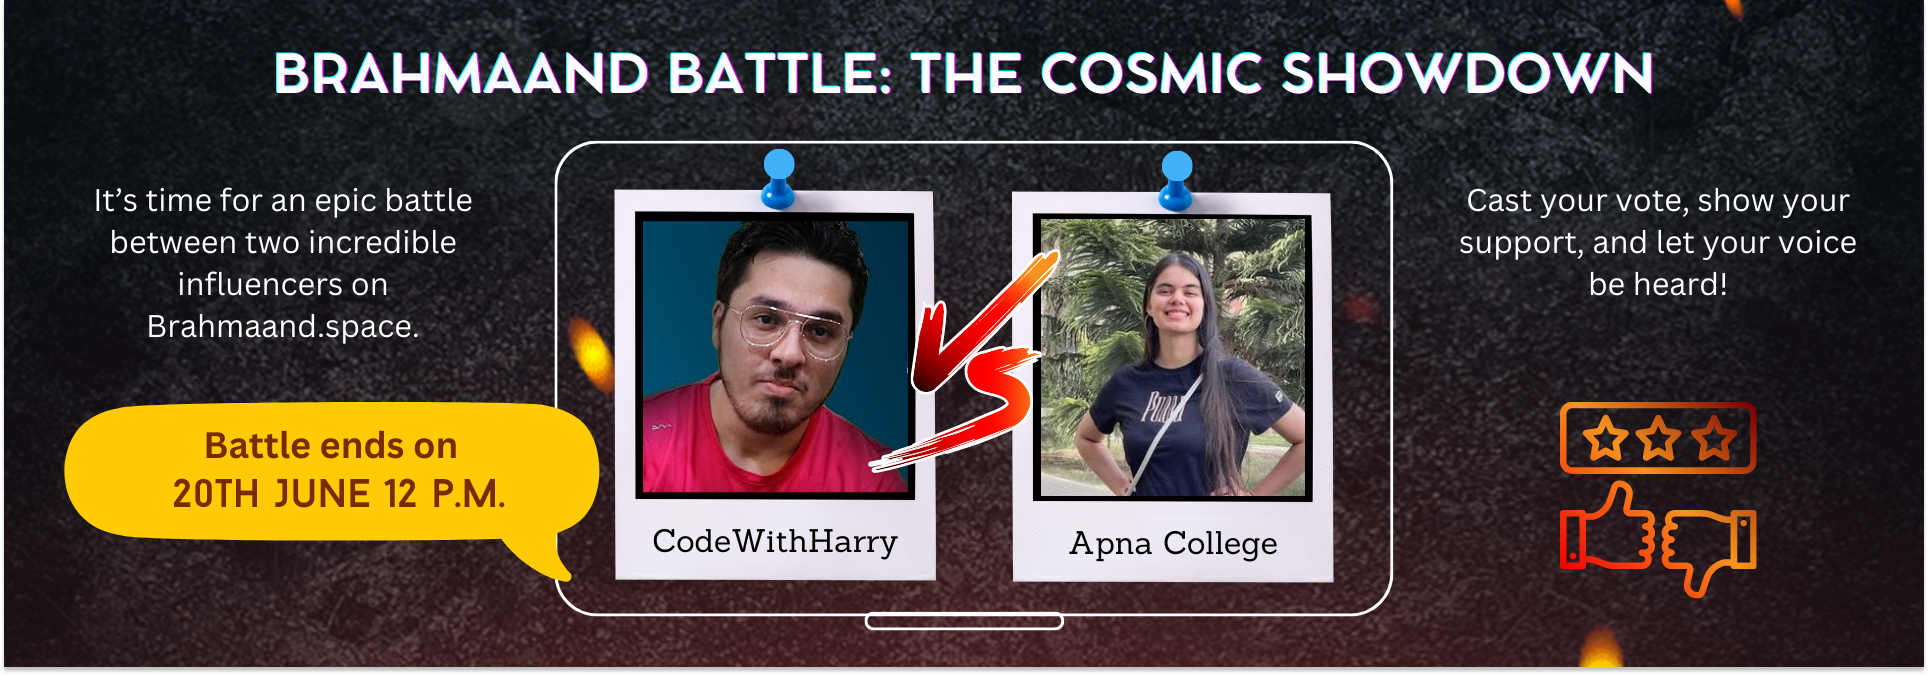 BRAHMAAND BATTLE: THE COSMIC SHOWDOWN
It's time for an epic battle
between two incredible
influencers on
Brahmaand.space.
Battle ends on
20TH JUNE 12 P.M.
CodeWithHarry
VS
PUMA
Apna College
Cast your vote, show your
support, and let your voice
be heard!